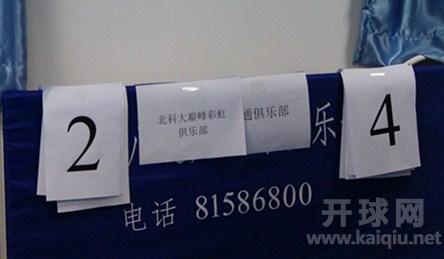 2
北科大巅峰彩虹
俱乐部
通俱乐部
4
乐
电话 81586800
开球网
www.kaiqiu.net